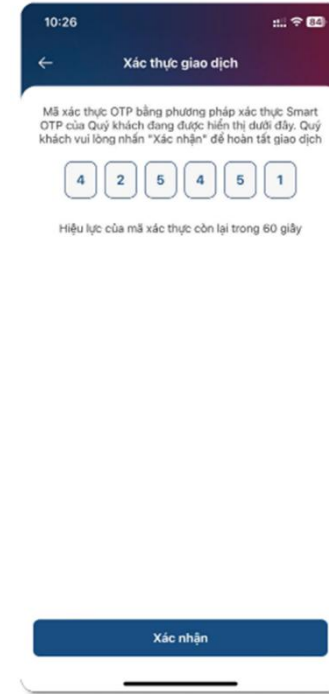 10:26
84
Xác thực giao dịch
Mã xác thực OTP bằng phương pháp xác thực Smart
OTP của Quý khách đang được hiển thị dưới đây. Quý
khách vui lòng nhấn "Xác nhận" để hoàn tất giao dịch
4 2 5 4 5 1
Hiệu lực của mã xác thực còn lại trong 60 giây
Xác nhận